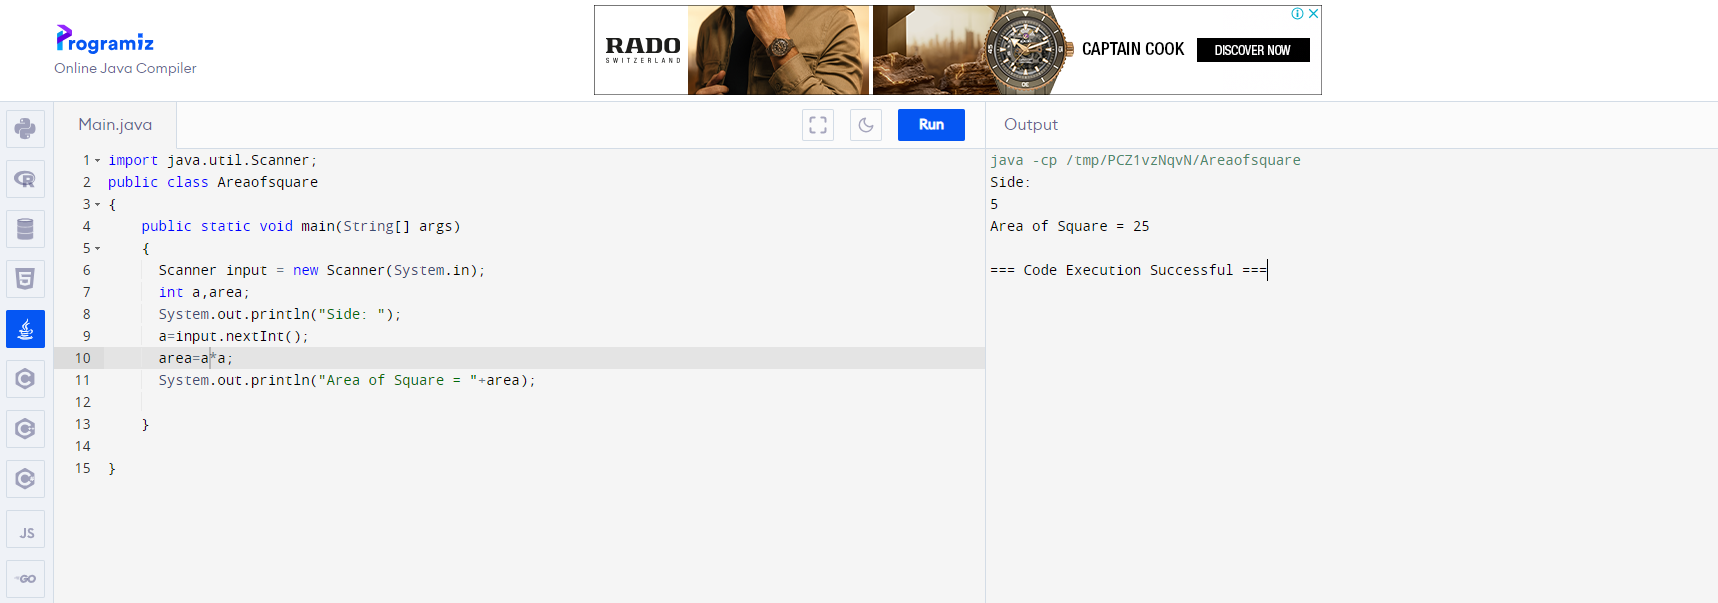 Programiz
Online Java Compiler
RADO
SWITZERLAND
CAPTAIN COOK
DISCOVER NOW
Main.java
Run
1 import java.util.Scanner;
2 public class Areaofsquare
3 {
4     public static void main(String[] args)
5     {
6       Scanner input = new Scanner(System.in);
7       int a,area;
8       System.out.println("Side: ");
9       a=input.nextInt();
10       area=a*a;
11       System.out.println("Area of Square = "+area);
12
13     }
14
15 }
Output
java -cp /tmp/PCZ1vzNqvN/Areaofsquare
Side:
5
Area of Square = 25
=== Code Execution Successful ===
JS
GO